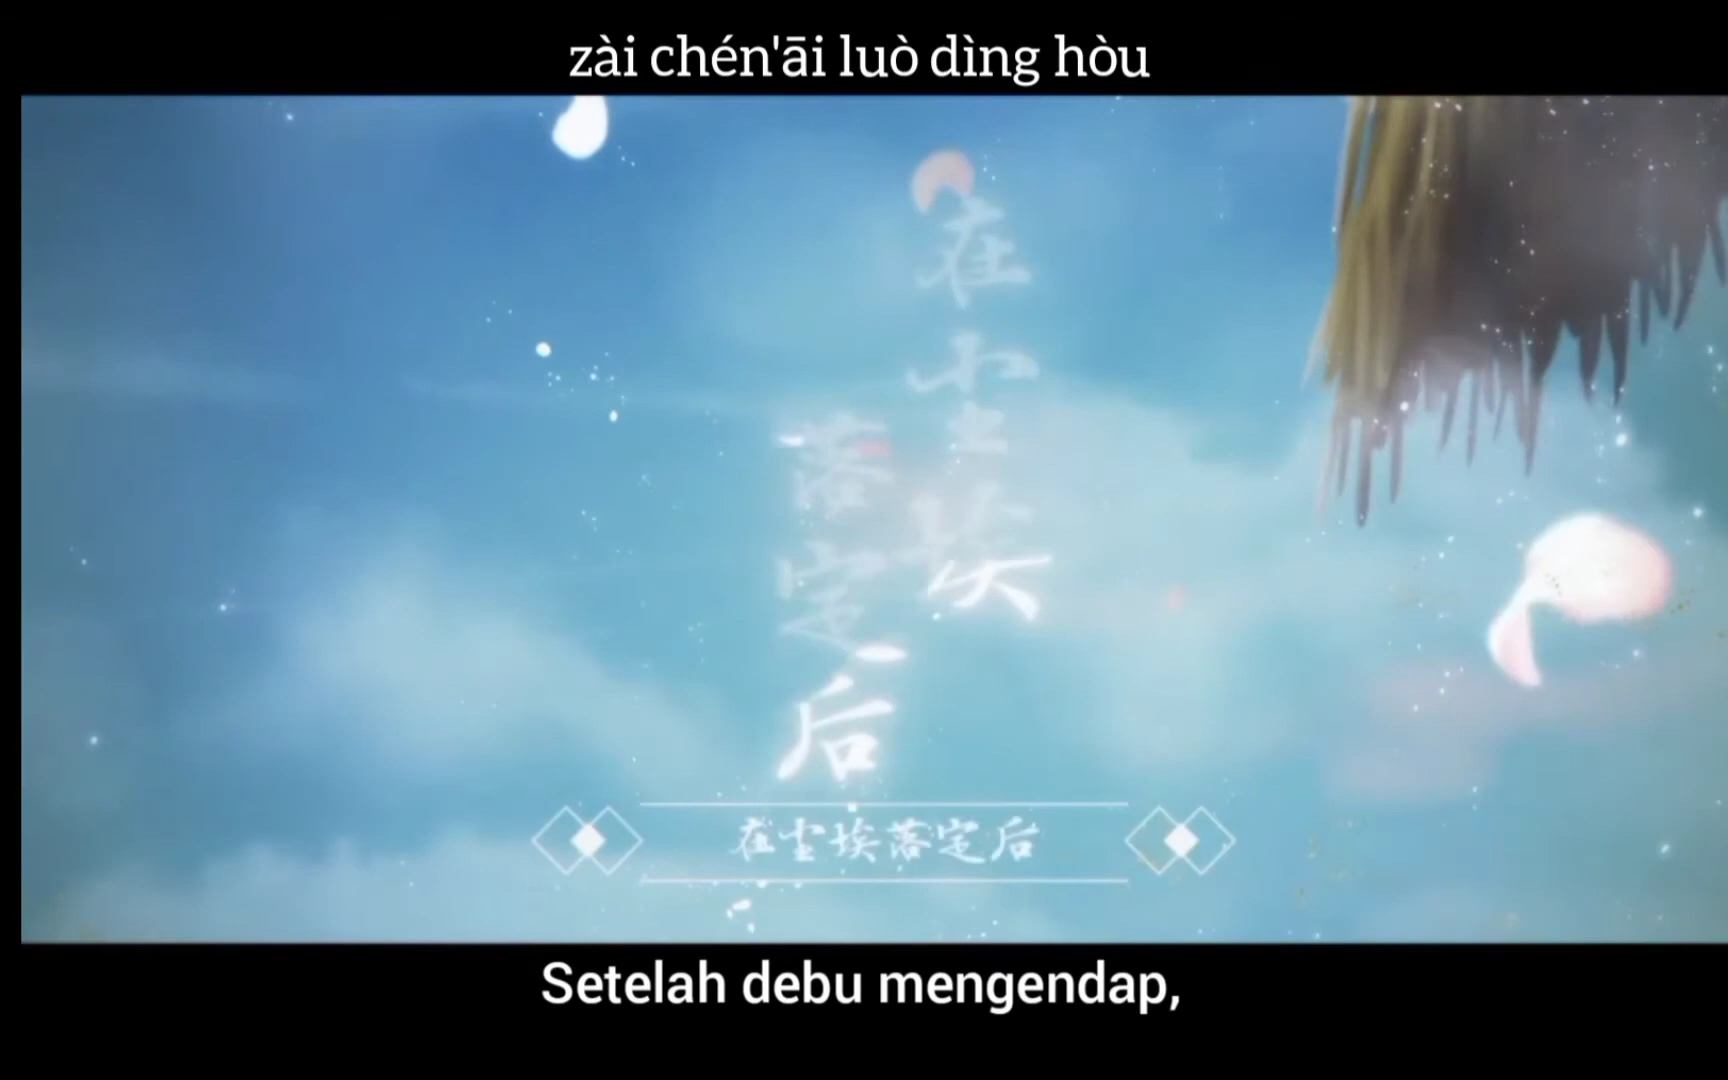 zài chén'āi luò dìng hòu
在尘埃
落定后
在尘埃落定后
Setelah debu mengendap,